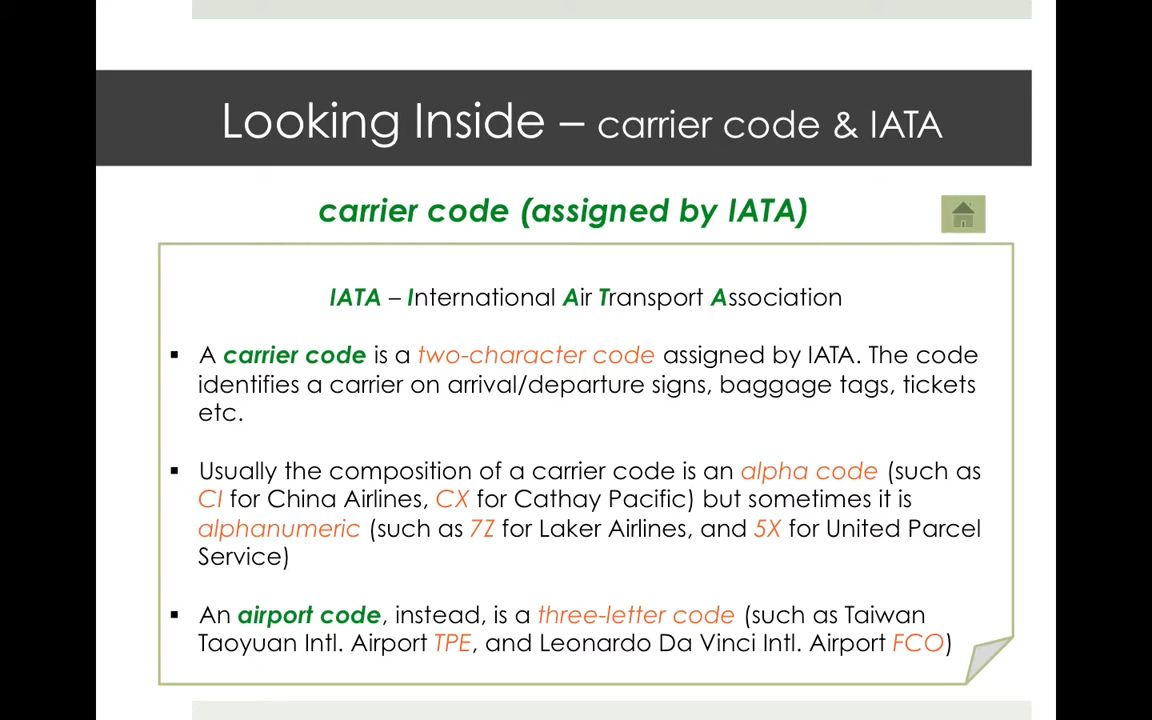 Looking Inside – carrier code & IATA
carrier code (assigned by IATA)
IATA – International Air Transport Association
▪ A carrier code is a two-character code assigned by IATA. The code
identifies a carrier on arrival/departure signs, baggage tags, tickets
etc.
▪ Usually the composition of a carrier code is an alpha code (such as
CI for China Airlines, CX for Cathay Pacific) but sometimes it is
alphanumeric (such as 7Z for Laker Airlines, and 5X for United Parcel
Service)
▪ An airport code, instead, is a three-letter code (such as Taiwan
Taoyuan Intl. Airport TPE, and Leonardo Da Vinci Intl. Airport FCO)